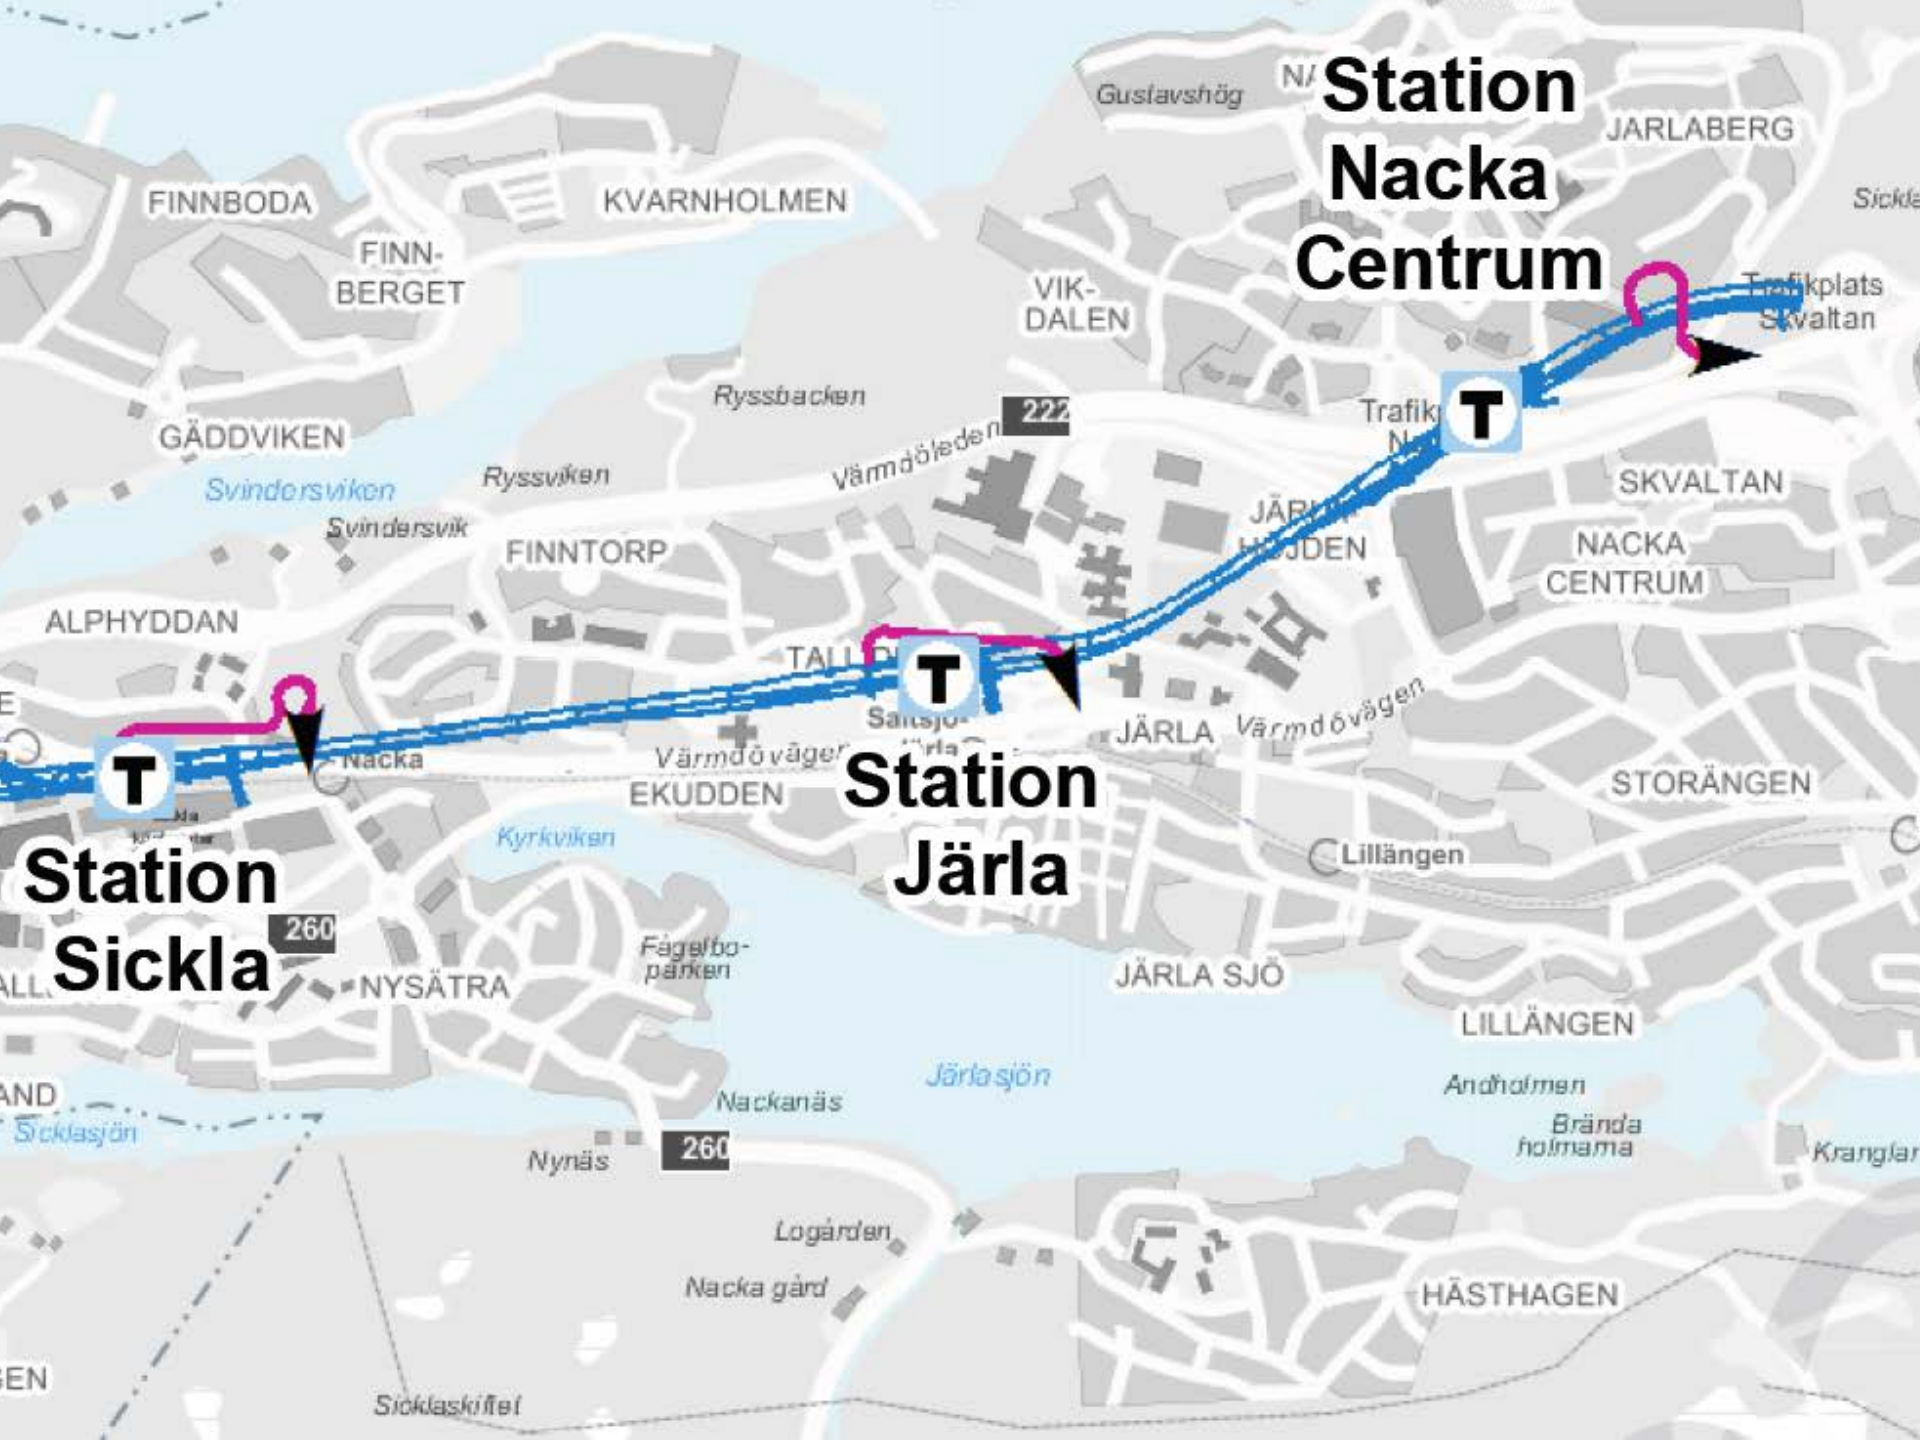 Station
Nacka
Centrum
Gustavshög
JARLABERG
FINNBODA
KVARNHOLMEN
FINN-
BERGET
VIK-
DALEN
Trafikplats
Skvaltan
Ryssbacken
222
Värmdöleden
T
GÄDDVIKEN
Svindersviken
Ryssviken
Svindersvik
FINNTORP
SKVALTAN
NACKA
CENTRUM
ALPHYDDAN
T
JÄRLA
Värmdövägen
T
Nacka
Värmdövägen
EKUDDEN
Station
Järla
STORÄNGEN
Kyrkviken
Lillängen
Station
Sickla
260
NYSÄTRA
Fågelbo-
parken
JÄRLA SJÖ
LILLÄNGEN
Järlasjön
Andholmen
Brända
holmarna
Nackanäs
Sicklasjön
Nynäs
260
Logården
Nacka gård
HÄSTHAGEN
Sicklaskiftet